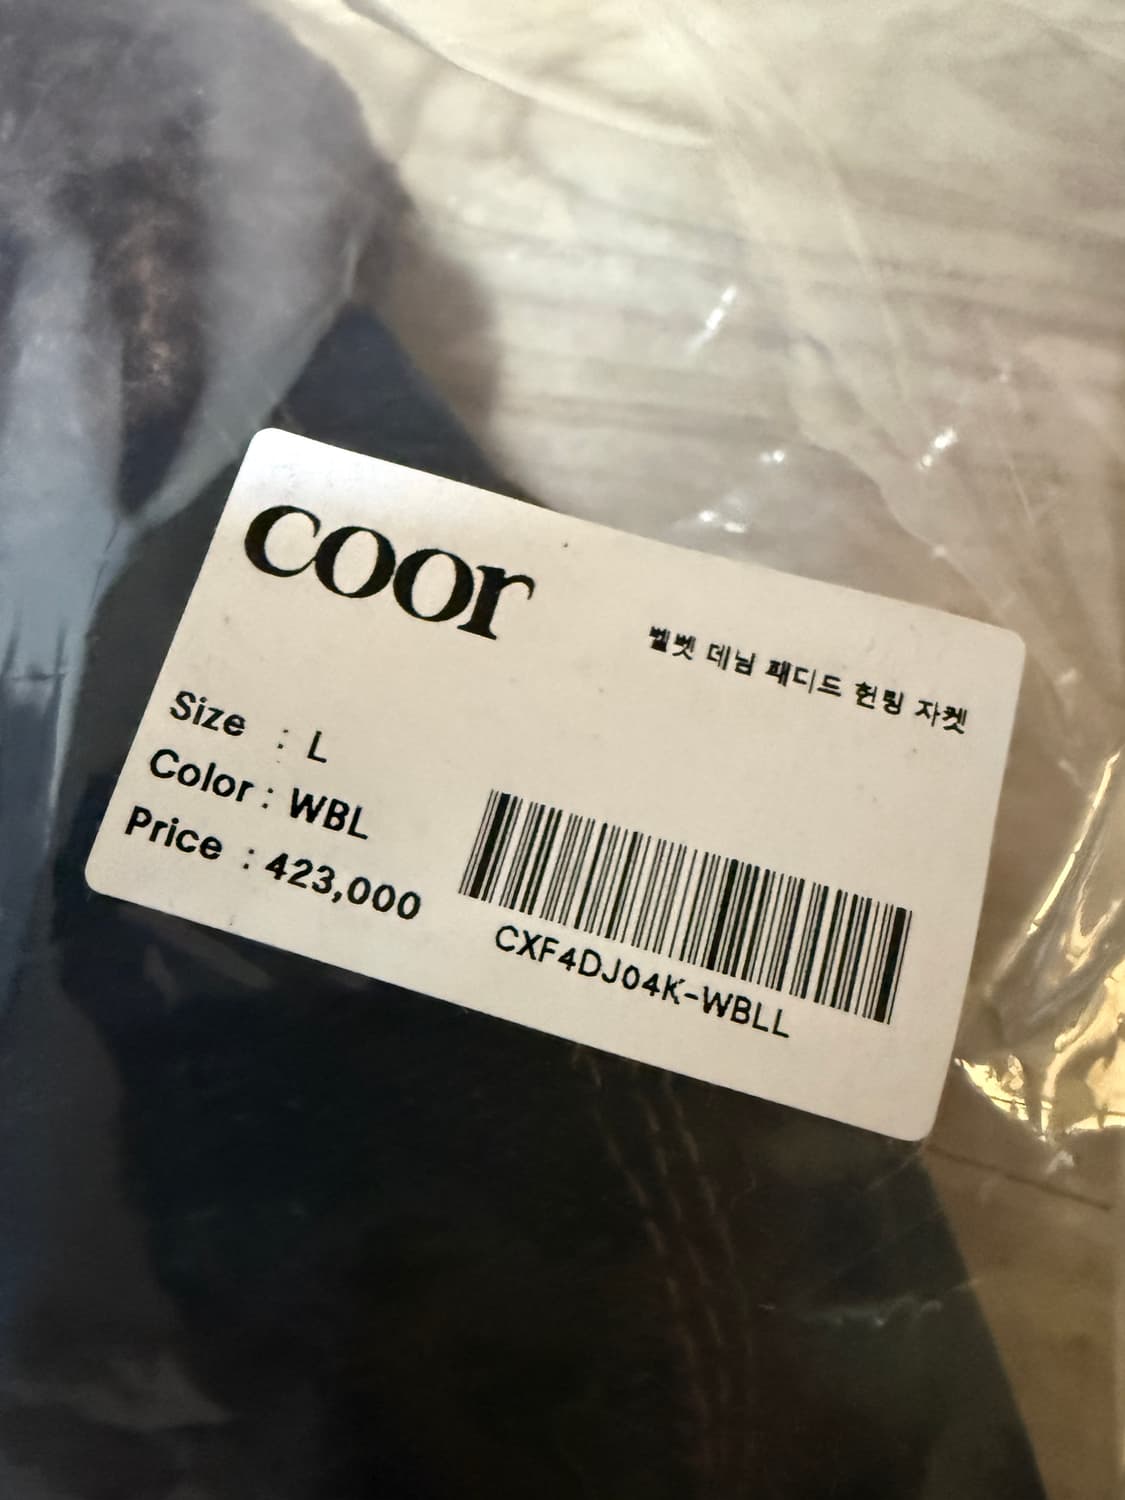 coor
벨벳 데님 패디드 헌팅 자켓
Size : L
Color : WBL
Price : 423,000
CXF4DJ04K-WBLL